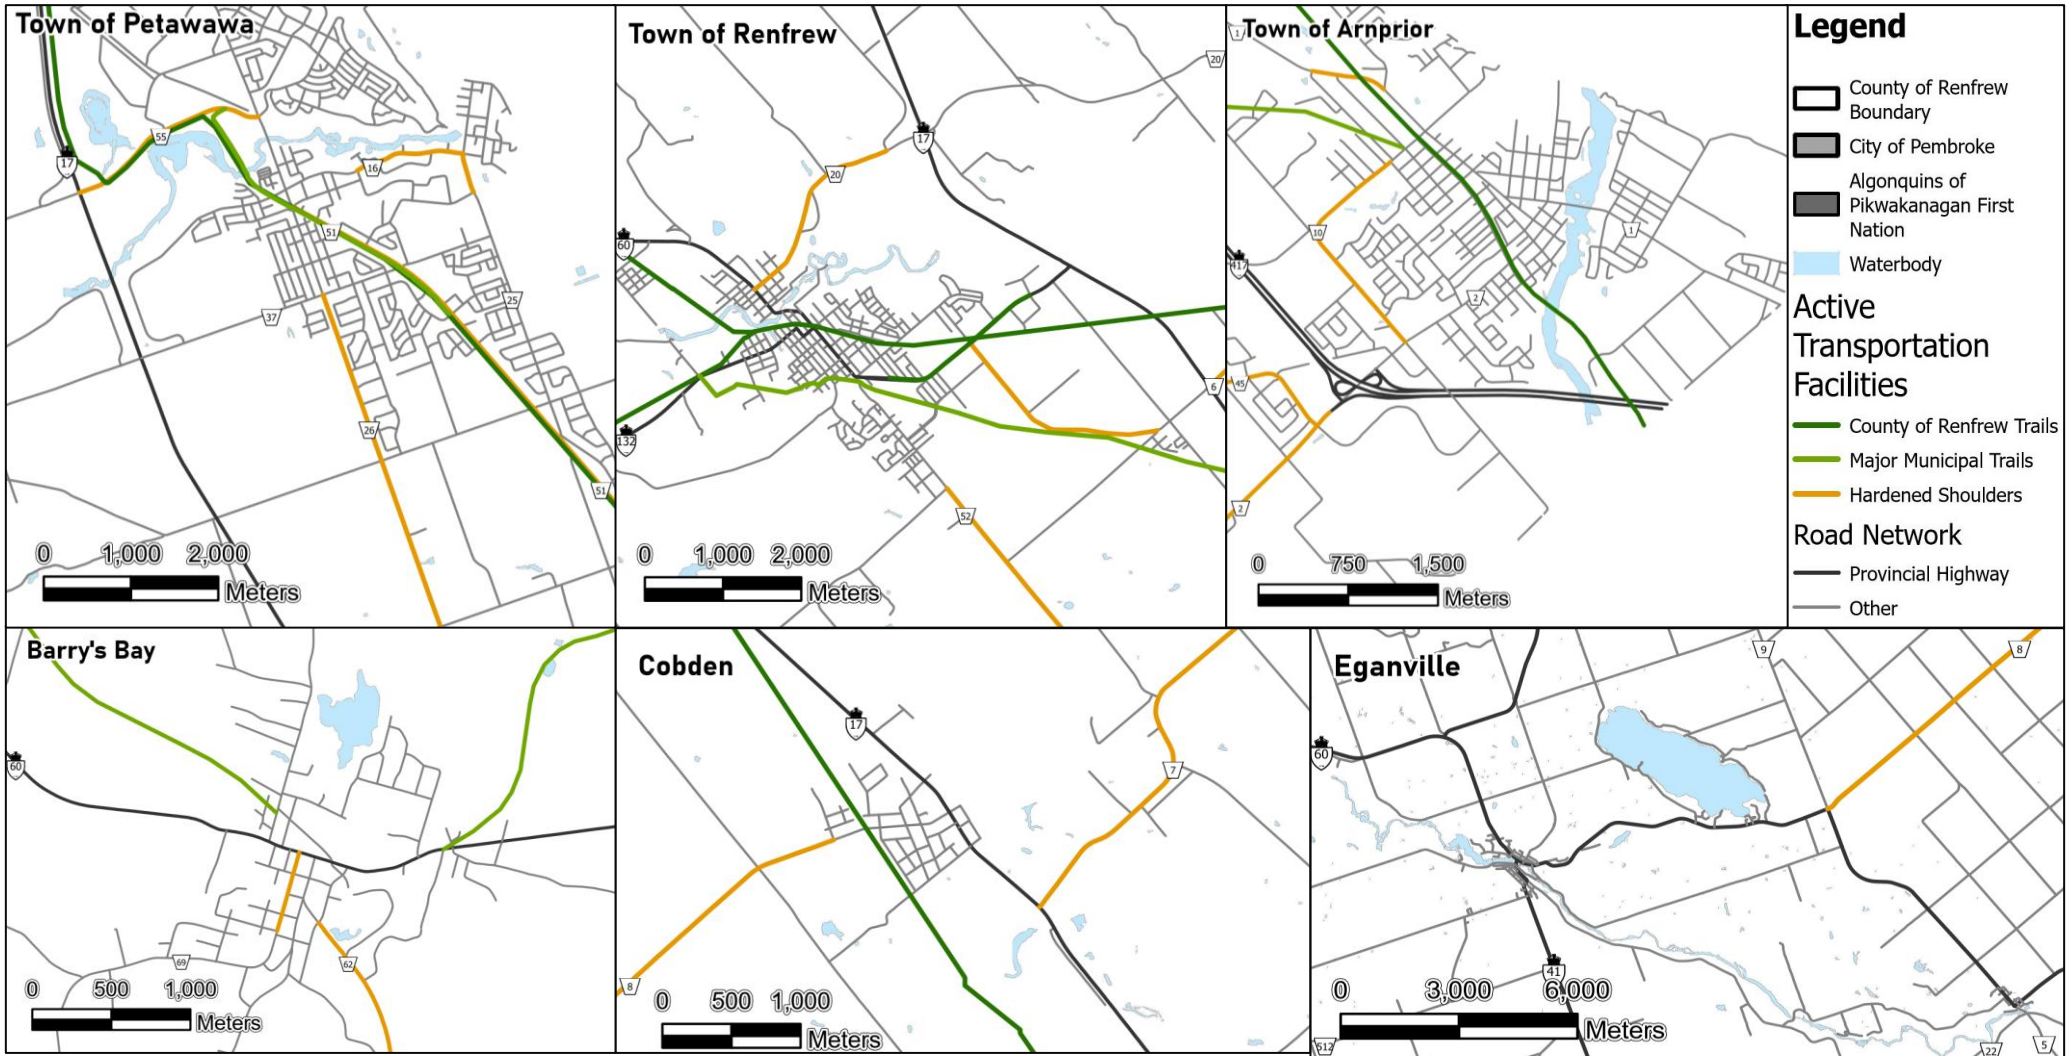 Town of Petawawa
17
55
16
51
25
37
26
51
0 1,000 2,000
Meters
Town of Renfrew
20
17
20
60
6
132
52
0 1,000 2,000
Meters
1
Town of Arnprior
10
1
417
2
45
2
0 750 1,500
Meters
Legend
County of Renfrew
Boundary
City of Pembroke
Algonquins of
Pikwakanagan First
Nation
Waterbody
Active
Transportation
Facilities
County of Renfrew Trails
Major Municipal Trails
Hardened Shoulders
Road Network
Provincial Highway
Other
Barry's Bay
60
69
62
0 500 1,000
Meters
Cobden
17
7
8
0 500 1,000
Meters
Eganville
9
8
60
41
0 3,000 6,000
Meters
512
22
5